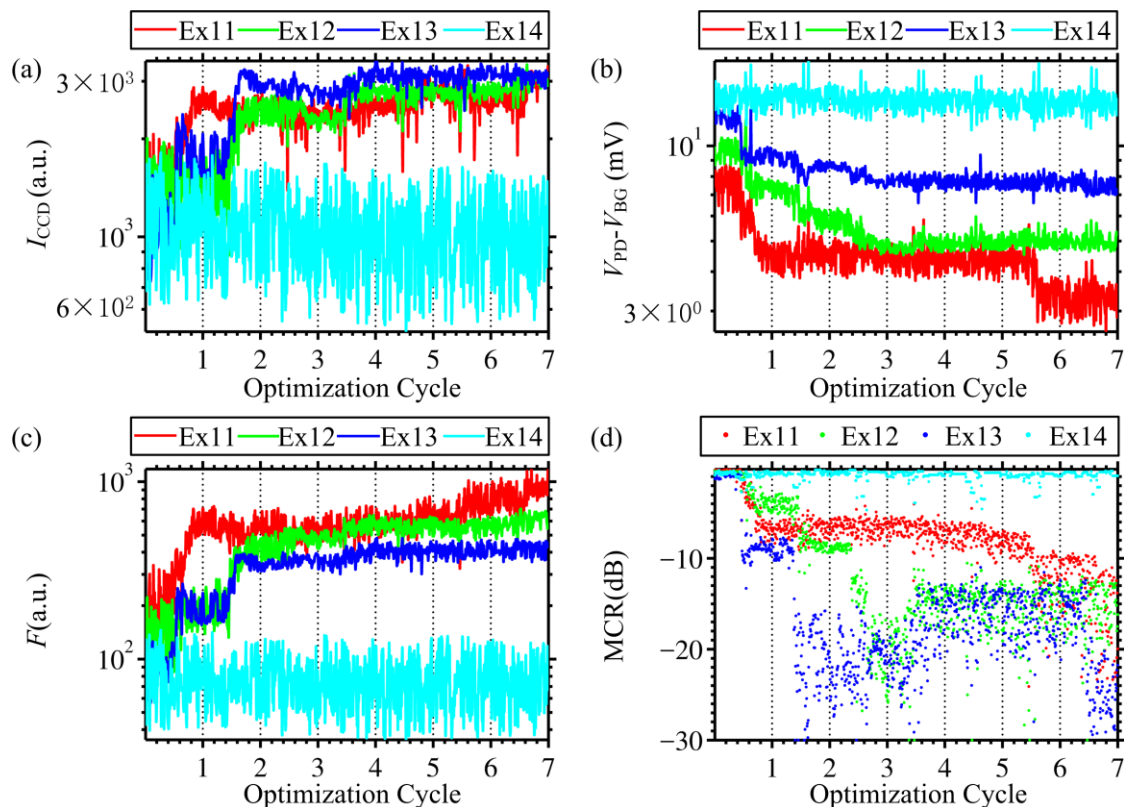 Ex11 Ex12 Ex13 Ex14
(a)
3×10³
10³
6×10²
I_CCD (a.u.)
1 2 3 4 5 6 7
Optimization Cycle
Ex11 Ex12 Ex13 Ex14
(b)
10¹
3×10⁰
V_PD-V_BG (mV)
1 2 3 4 5 6 7
Optimization Cycle
Ex11 Ex12 Ex13 Ex14
(c)
10³
10²
F(a.u.)
1 2 3 4 5 6 7
Optimization Cycle
Ex11 Ex12 Ex13 Ex14
(d)
−10
−20
−30
MCR(dB)
1 2 3 4 5 6 7
Optimization Cycle